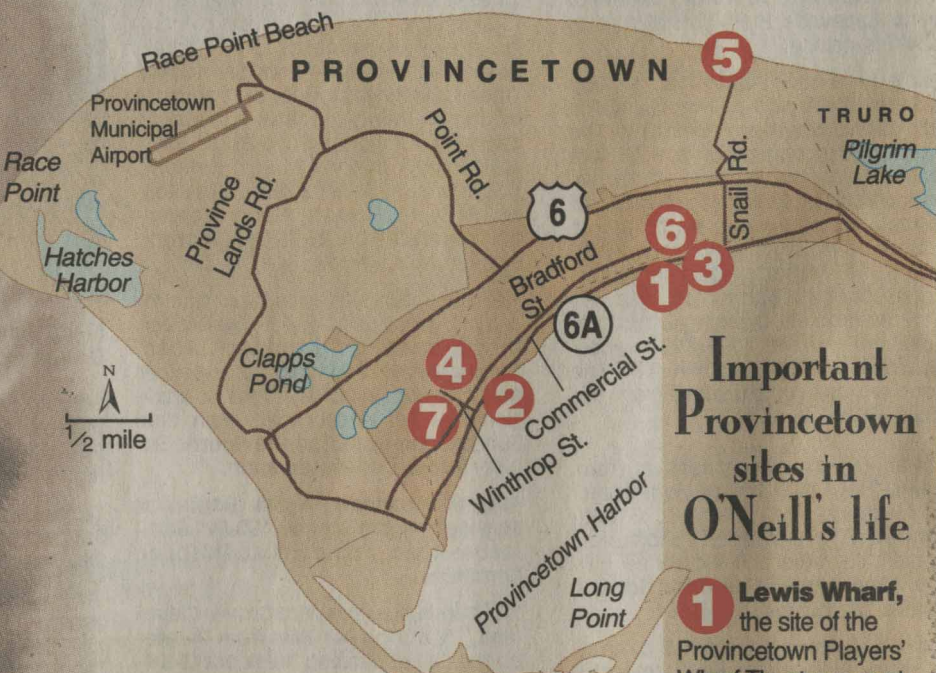 Race Point Beach
PROVINCETOWN
5
Provincetown
Municipal
Airport
TRURO
Pilgrim
Lake
Race
Point
Point Rd.
Snail Rd.
Province
Lands Rd.
6
Hatches
Harbor
Bradford
St
6
3
1
6A
Clapps
Pond
4
2
7
Commercial St.
Winthrop St.
N
1/2 mile
Provincetown Harbor
Long
Point
Important
Provincetown
sites in
O'Neill's life
1 Lewis Wharf,
the site of the
Provincetown Players'